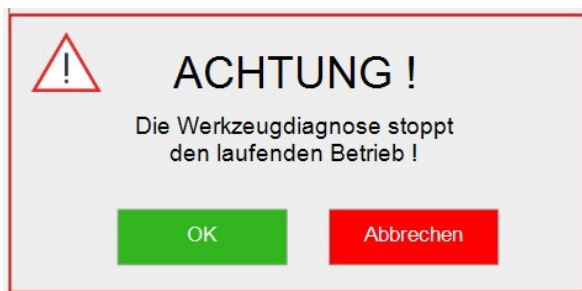 ACHTUNG !
Die Werkzeugdiagnose stoppt
den laufenden Betrieb !
OK
Abbrechen